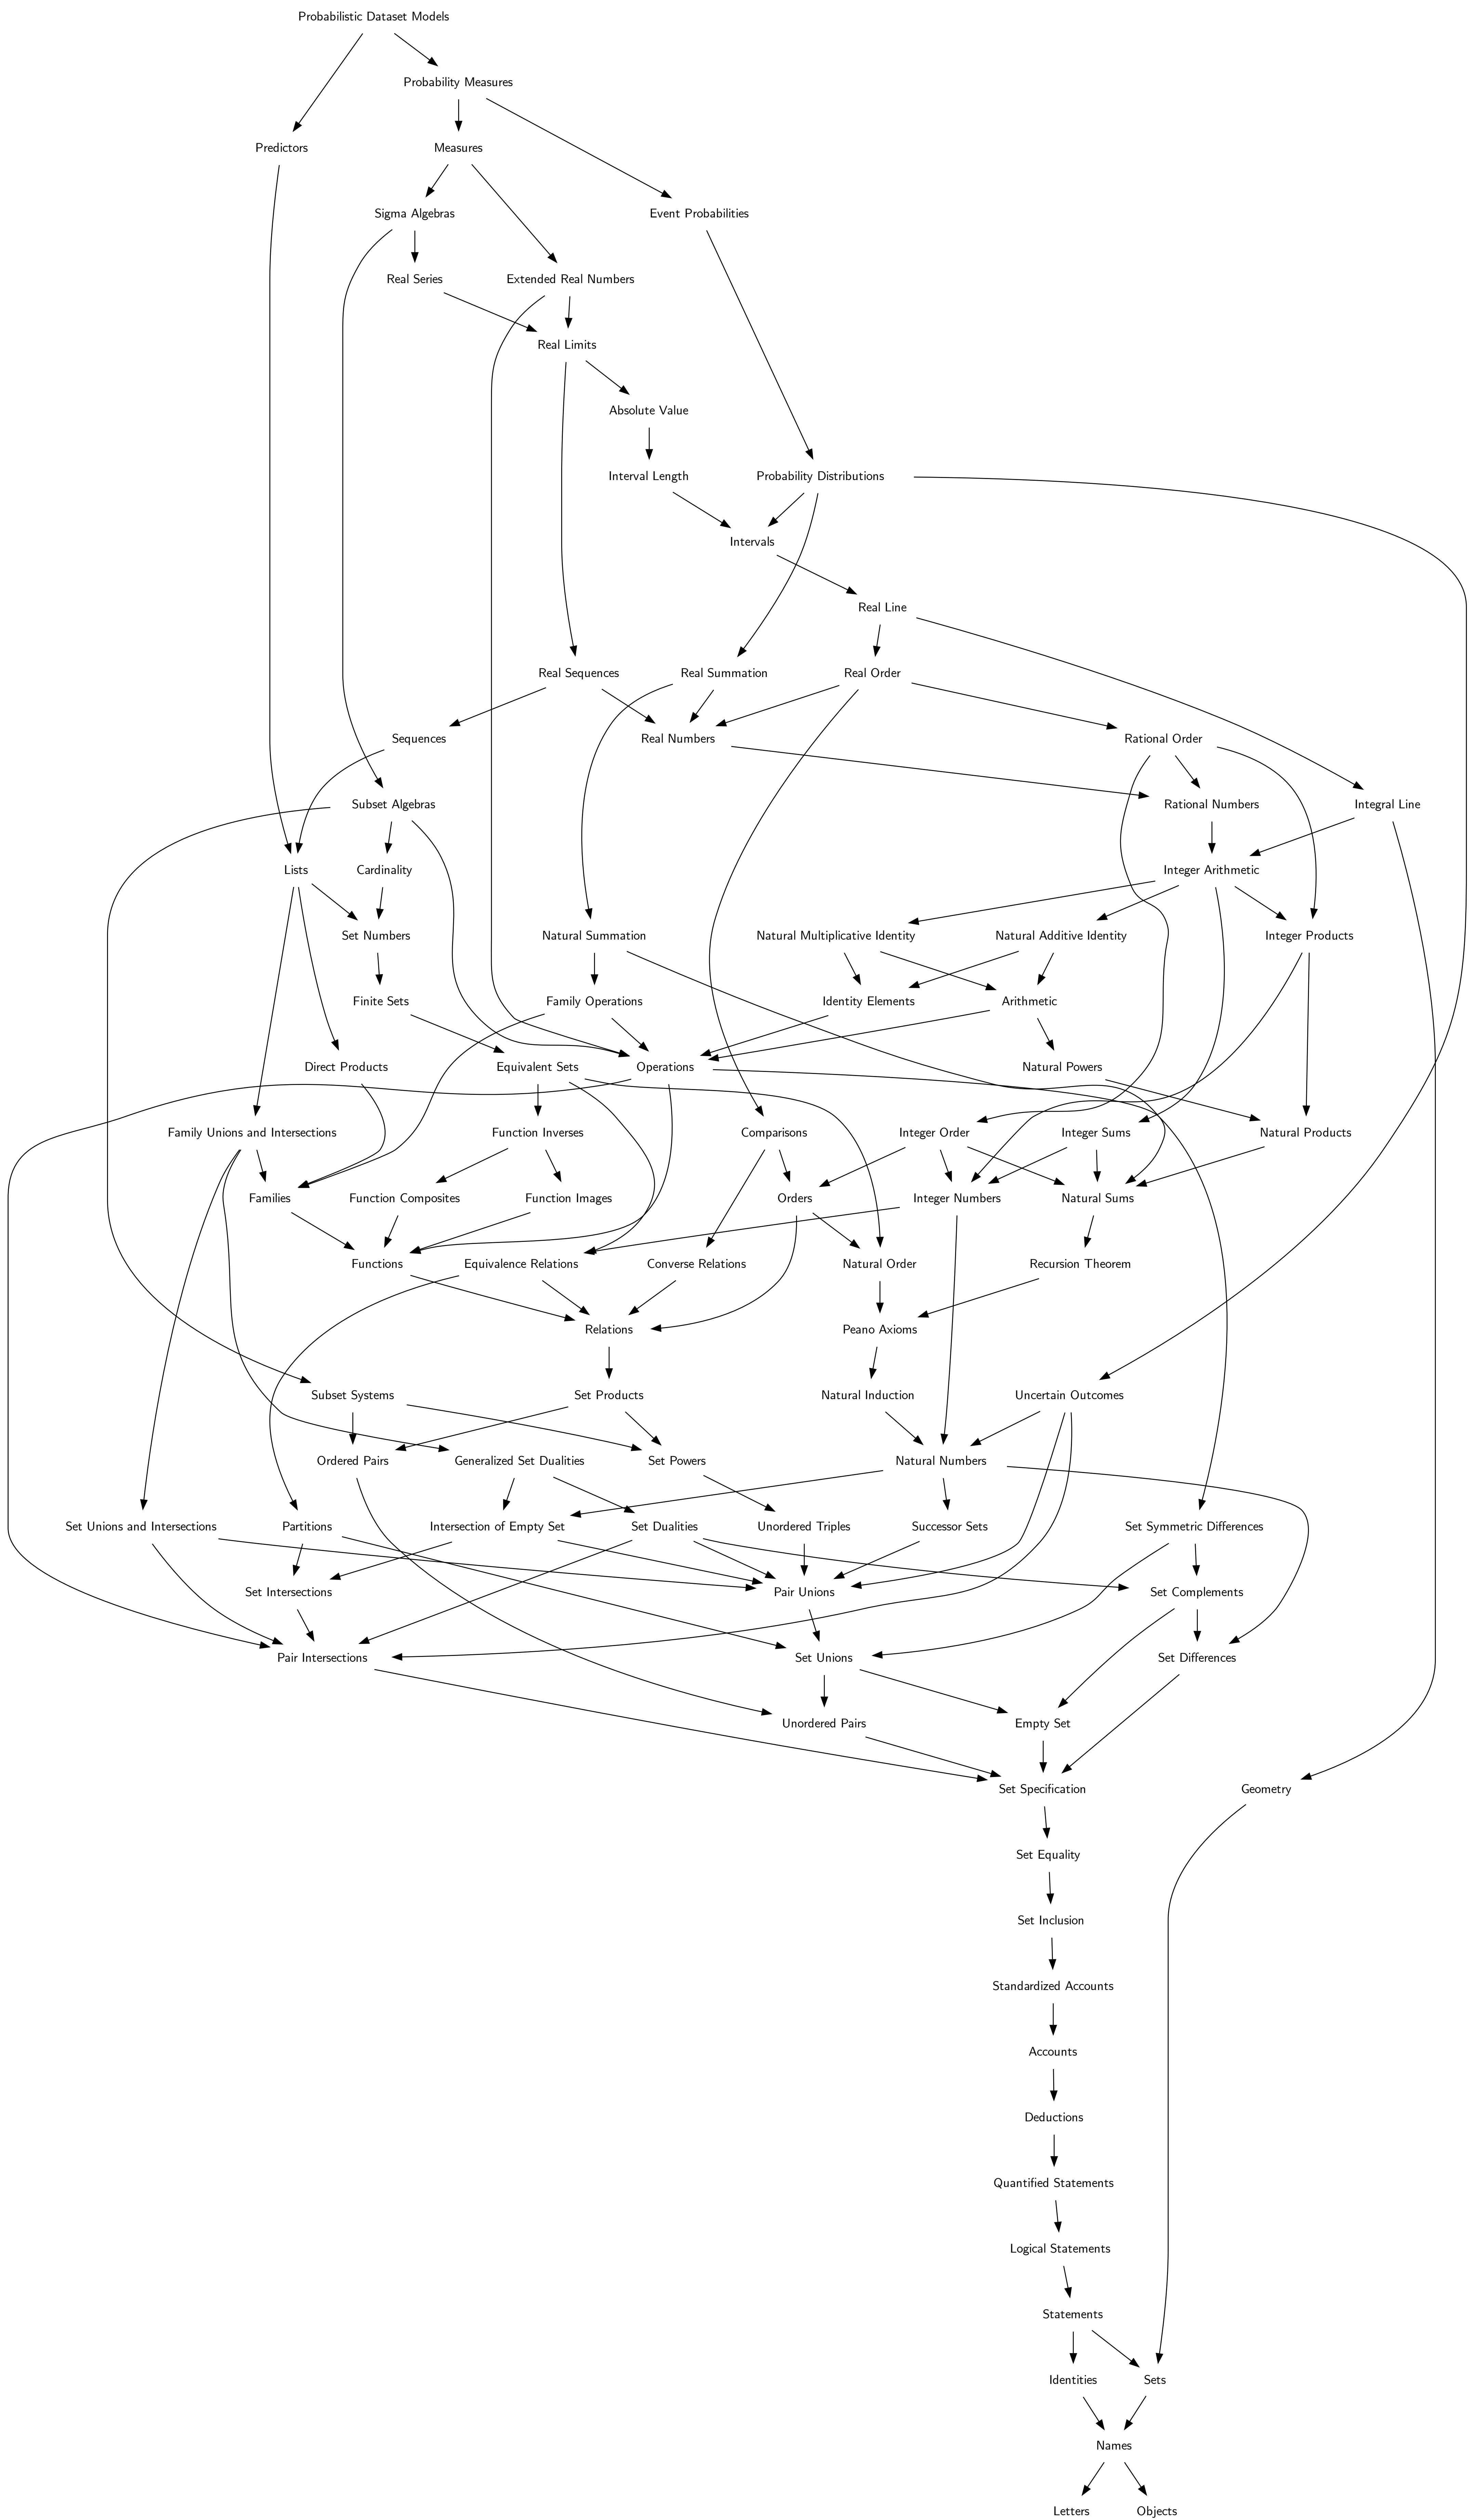 Probabilistic Dataset Models
Probability Measures
Predictors
Measures
Sigma Algebras
Event Probabilities
Real Series
Extended Real Numbers
Real Limits
Absolute Value
Interval Length
Probability Distributions
Intervals
Real Line
Real Sequences
Real Summation
Real Order
Sequences
Real Numbers
Rational Order
Subset Algebras
Rational Numbers
Integral Line
Lists
Cardinality
Integer Arithmetic
Set Numbers
Natural Summation
Natural Multiplicative Identity
Natural Additive Identity
Integer Products
Finite Sets
Family Operations
Identity Elements
Arithmetic
Direct Products
Equivalent Sets
Operations
Natural Powers
Family Unions and Intersections
Function Inverses
Comparisons
Integer Order
Integer Sums
Natural Products
Families
Function Composites
Function Images
Orders
Integer Numbers
Natural Sums
Functions
Equivalence Relations
Converse Relations
Natural Order
Recursion Theorem
Relations
Peano Axioms
Subset Systems
Set Products
Natural Induction
Uncertain Outcomes
Ordered Pairs
Generalized Set Dualities
Set Powers
Natural Numbers
Set Unions and Intersections
Partitions
Intersection of Empty Set
Set Dualities
Unordered Triples
Successor Sets
Set Symmetric Differences
Set Intersections
Pair Unions
Set Complements
Pair Intersections
Set Unions
Set Differences
Unordered Pairs
Empty Set
Set Specification
Geometry
Set Equality
Set Inclusion
Standardized Accounts
Accounts
Deductions
Quantified Statements
Logical Statements
Statements
Identities
Sets
Names
Letters
Objects